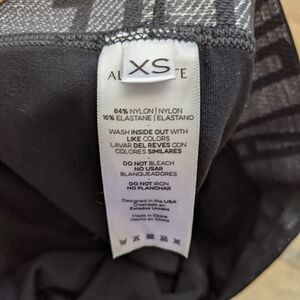 XS
84% NYLON | NYLON
16% ELASTANE | ELASTANO
WASH INSIDE OUT WITH
LIKE COLORS
LAVAR DEL REVES CON
COLORES SIMILARES
DO NOT BLEACH
NO USAR
BLANQUEADORES
DO NOT IRON
NO PLANCHAR
Designed in the USA
Diseñado en
Estados Unidos
Made in China
Hecho en China